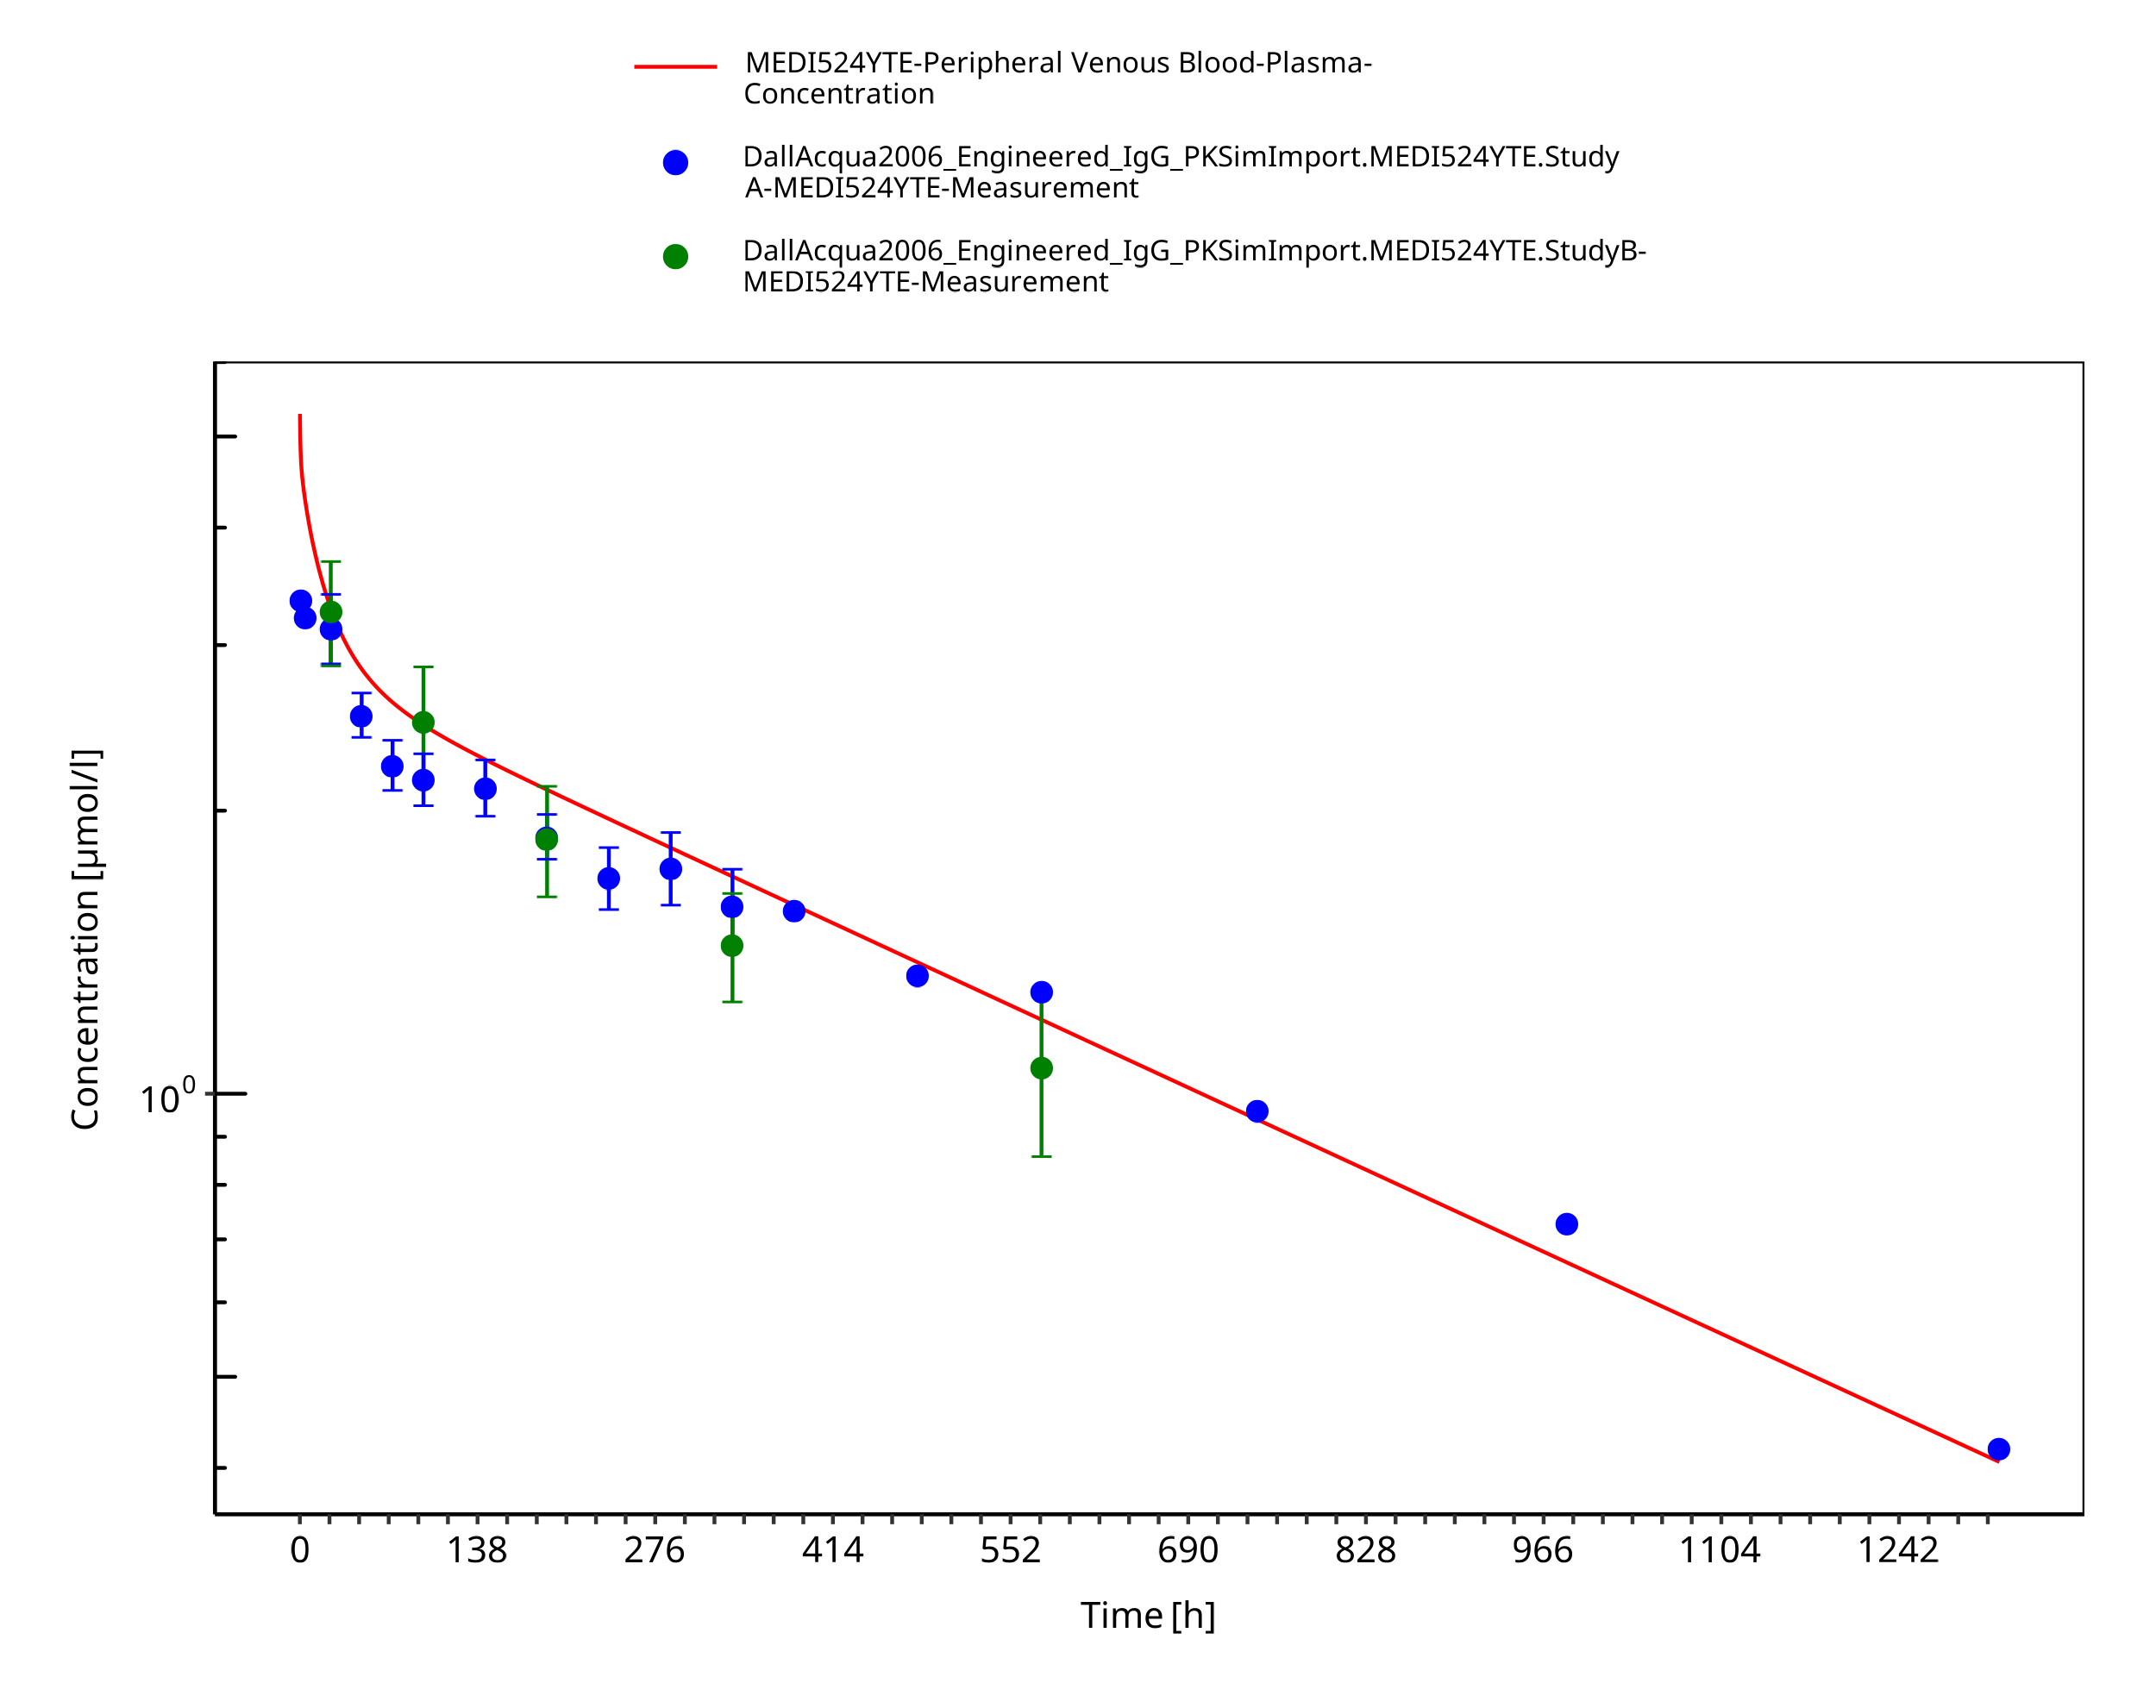 MEDI524YTE-Peripheral Venous Blood-Plasma-
Concentration
DallAcqua2006_Engineered_IgG_PKSimImport.MEDI524YTE.Study
A-MEDI524YTE-Measurement
DallAcqua2006_Engineered_IgG_PKSimImport.MEDI524YTE.StudyB-
MEDI524YTE-Measurement
Concentration [µmol/l]
10⁰
0 138 276 414 552 690 828 966 1104 1242
Time [h]